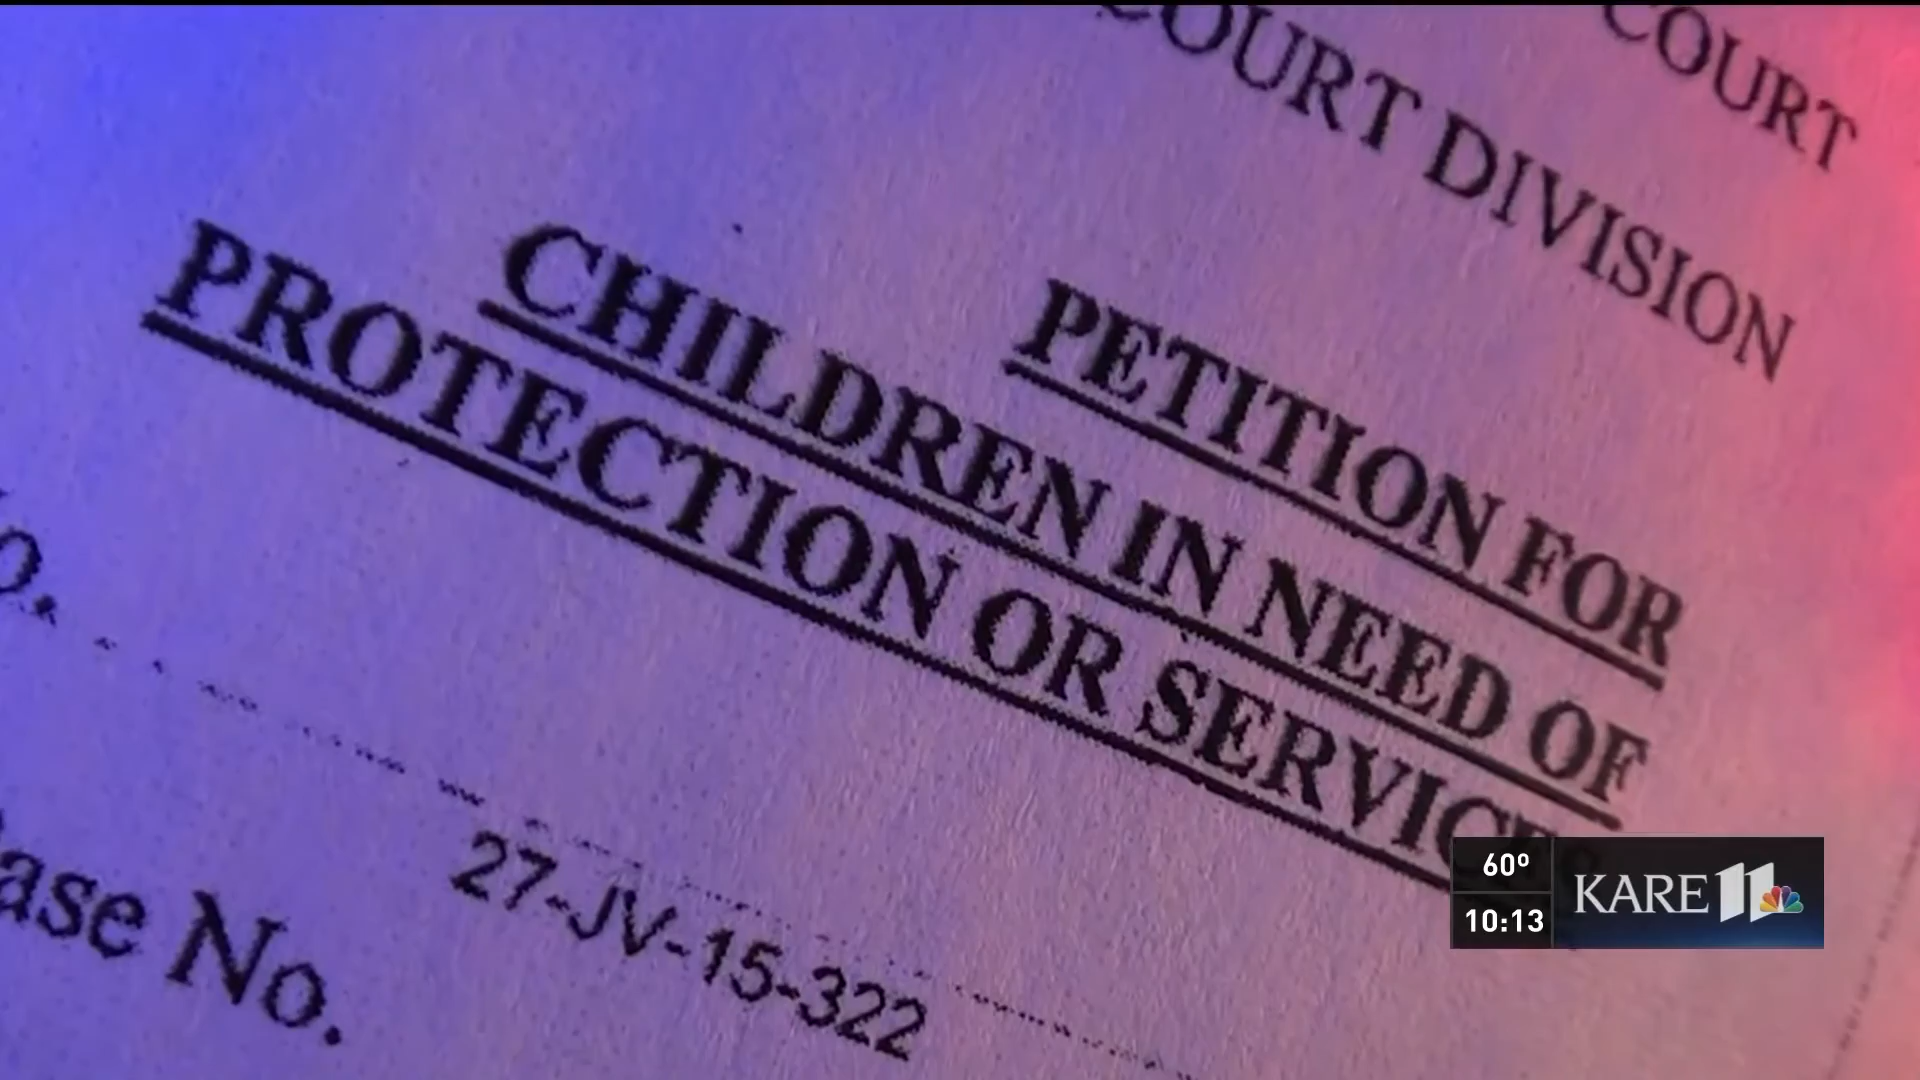 COURT
COURT DIVISION
PETITION FOR
CHILDREN IN NEED OF
PROTECTION OR SERVICES
Case No.
27-JV-15-322
60º
10:13
KARE 11